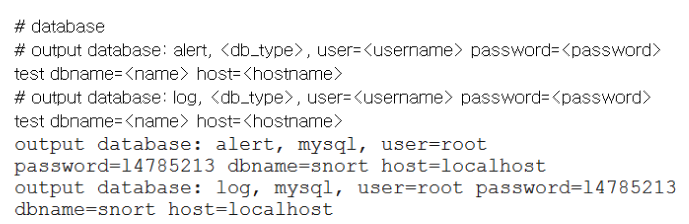 # database
# output database: alert, <db_type>, user=<username> password=<password>
test dbname=<name> host=<hostname>
# output database: log, <db_type>, user=<username> password=<password>
test dbname=<name> host=<hostname>
output database: alert, mysql, user=root
password=l4785213 dbname=snort host=localhost
output database: log, mysql, user=root password=l4785213
dbname=snort host=localhost